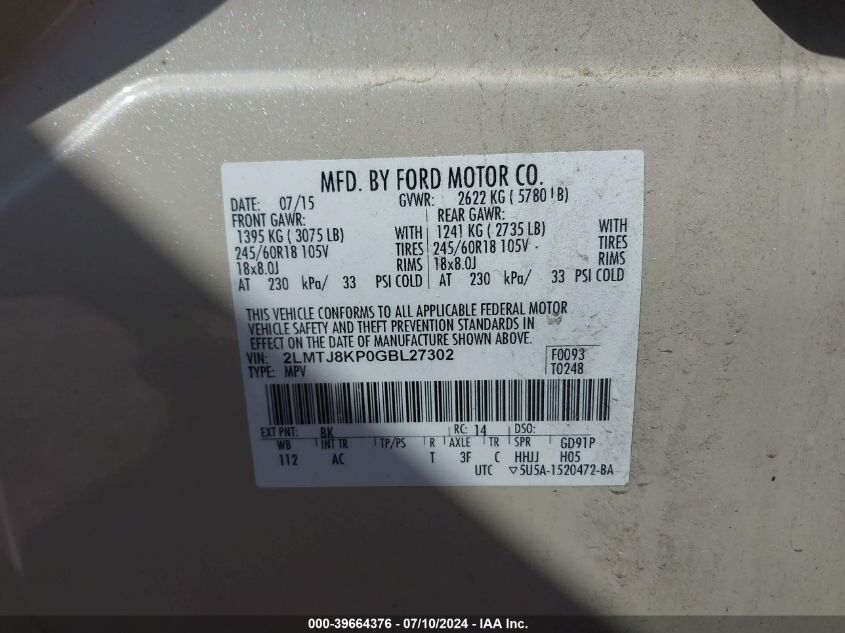 MFD. BY FORD MOTOR CO.
DATE: 07/15 GVWR: 2622 KG ( 5780 LB)
FRONT GAWR: REAR GAWR:
1395 KG ( 3075 LB) WITH 1241 KG ( 2735 LB) WITH
245/60R18 105V TIRES 245/60R18 105V TIRES
18x8.0J RIMS 18x8.0J RIMS
AT 230 kPa/ 33 PSI COLD AT 230 kPa/ 33 PSI COLD
THIS VEHICLE CONFORMS TO ALL APPLICABLE FEDERAL MOTOR
VEHICLE SAFETY AND THEFT PREVENTION STANDARDS IN
EFFECT ON THE DATE OF MANUFACTURE SHOWN ABOVE.
VIN: 2LMTJ8KP0GBL27302 F0093
TYPE: MPV T0248
EXT PNT: BK RC: 14 DSO:
WB INT TR TP/PS R AXLE TR SPR GD91P
112 AC T 3F C HHJJ H05
UTC ▽5U5A-1520472-BA
000-39664376 - 07/10/2024 - IAA Inc.